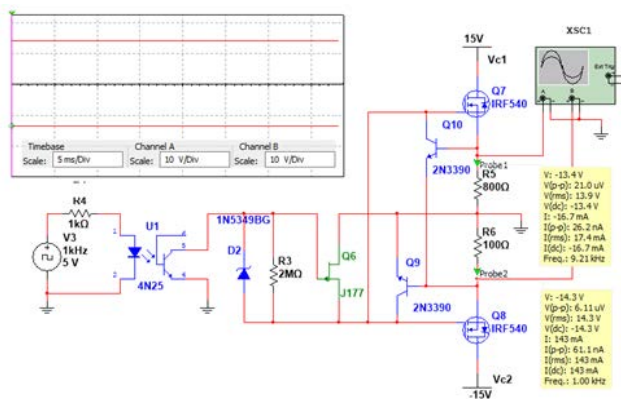 XSC1
15V
Vc1
Ext Trig
A
B
Q7
IRF540
Q10
2N3390
Probe1
R5
800Ω
Timebase
Scale: 5 ms/Div
Channel A
Scale: 10 V/Div
Channel B
Scale: 10 V/Div
V: -13.4 V
V(p-p): 21.0 uV
V(rms): 13.9 V
V(dc): -13.4 V
I: -16.7 mA
I(p-p): 26.2 nA
I(rms): 17.4 mA
I(dc): -16.7 mA
Freq.: 9.21 kHz
R4
1kΩ
U1
1N5349BG
V3
1kHz
5 V
4N25
D2
R3
2MΩ
Q6
J177
Q9
2N3390
R6
100Ω
Probe2
Q8
IRF540
V: -14.3 V
V(p-p): 6.11 uV
V(rms): 14.3 V
V(dc): -14.3 V
I: 143 mA
I(p-p): 61.1 nA
I(rms): 143 mA
I(dc): 143 mA
Freq.: 1.00 kHz
Vc2
-15V